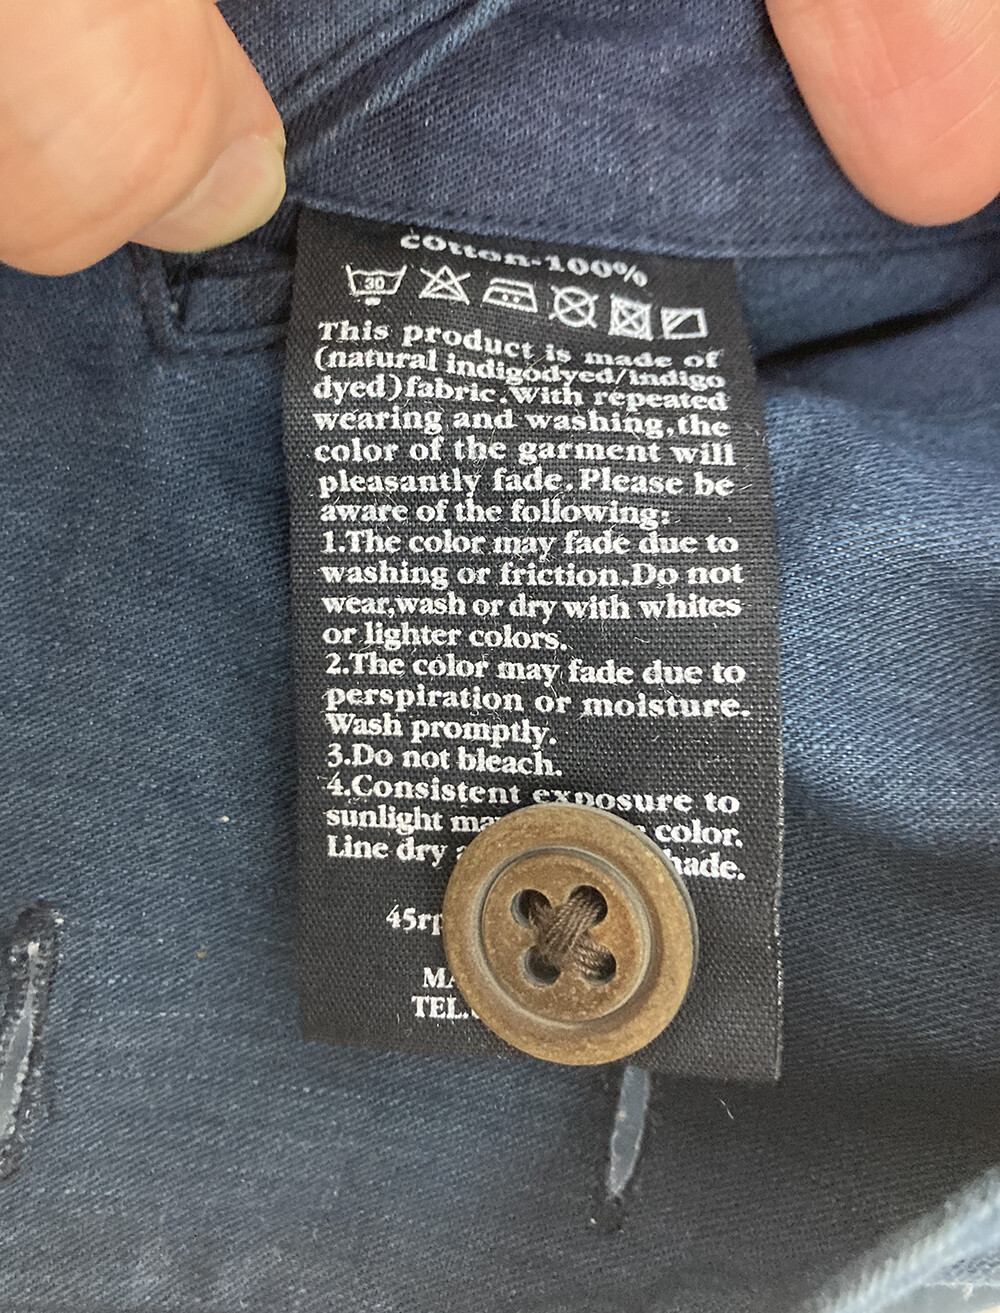 cotton-100%
30
This product is made of
(natural indigodyed/indigo
dyed)fabric.With repeated
wearing and washing,the
color of the garment will
pleasantly fade.Please be
aware of the following:
1.The color may fade due to
washing or friction.Do not
wear,wash or dry with whites
or lighter colors.
2.The color may fade due to
perspiration or moisture.
Wash promptly.
3.Do not bleach.
4.Consistent exposure to
sunlight color.
Line dry
TEL.